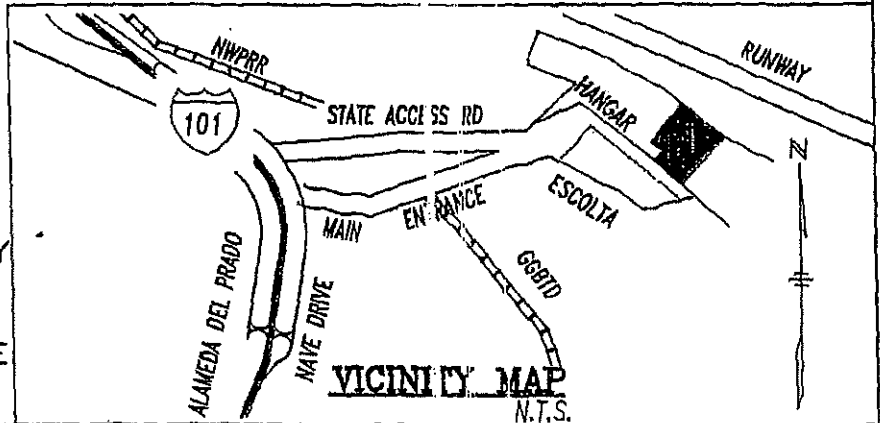 NWPRR
RUNWAY
101
STATE ACCESS RD
HANGAR
N
MAIN ENTRANCE
ESCOLTA
GGBTD
ALAMEDA DEL PRADO
NAVE DRIVE
VICINITY MAP
N.T.S.